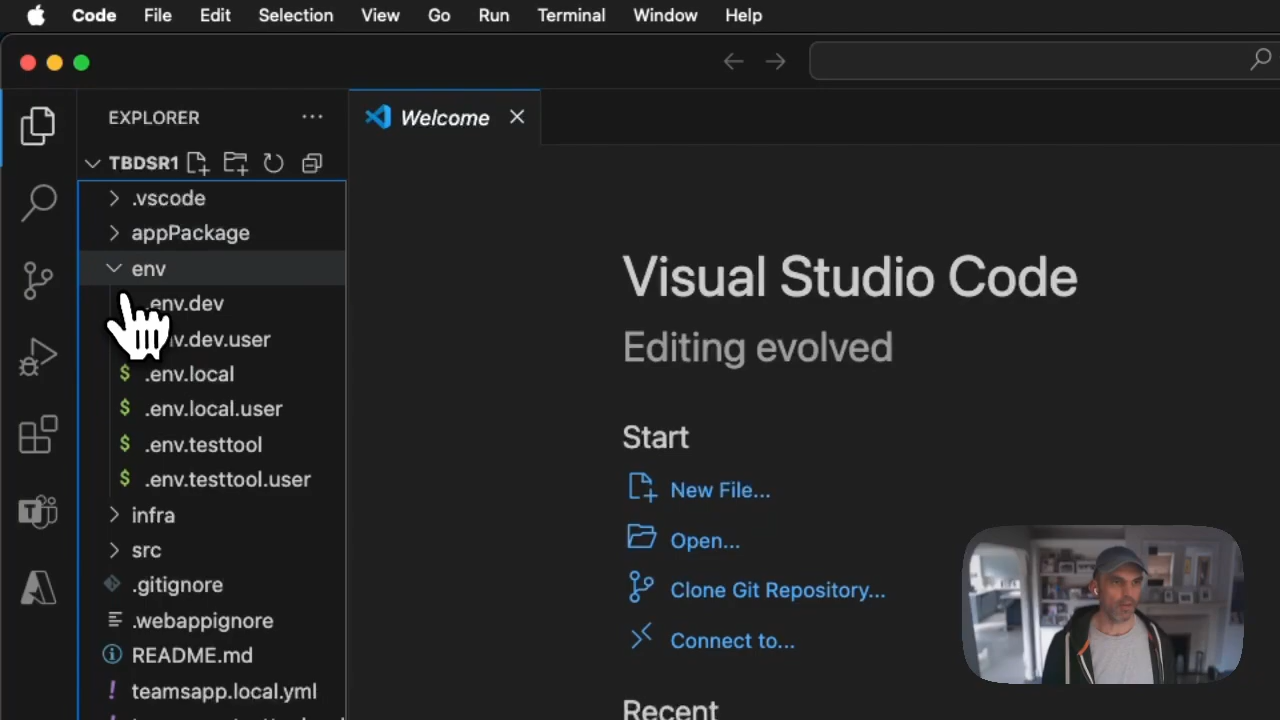 Code File Edit Selection View Go Run Terminal Window Help
EXPLORER
Welcome
TBDSR1
.vscode
appPackage
env
.env.dev
.dev.user
$ .env.local
$ .env.local.user
$ .env.testtool
$ .env.testtool.user
infra
src
.gitignore
.webappignore
README.md
! teamsapp.local.yml
Visual Studio Code
Editing evolved
Start
New File...
Open...
Clone Git Repository...
Connect to...
Recent